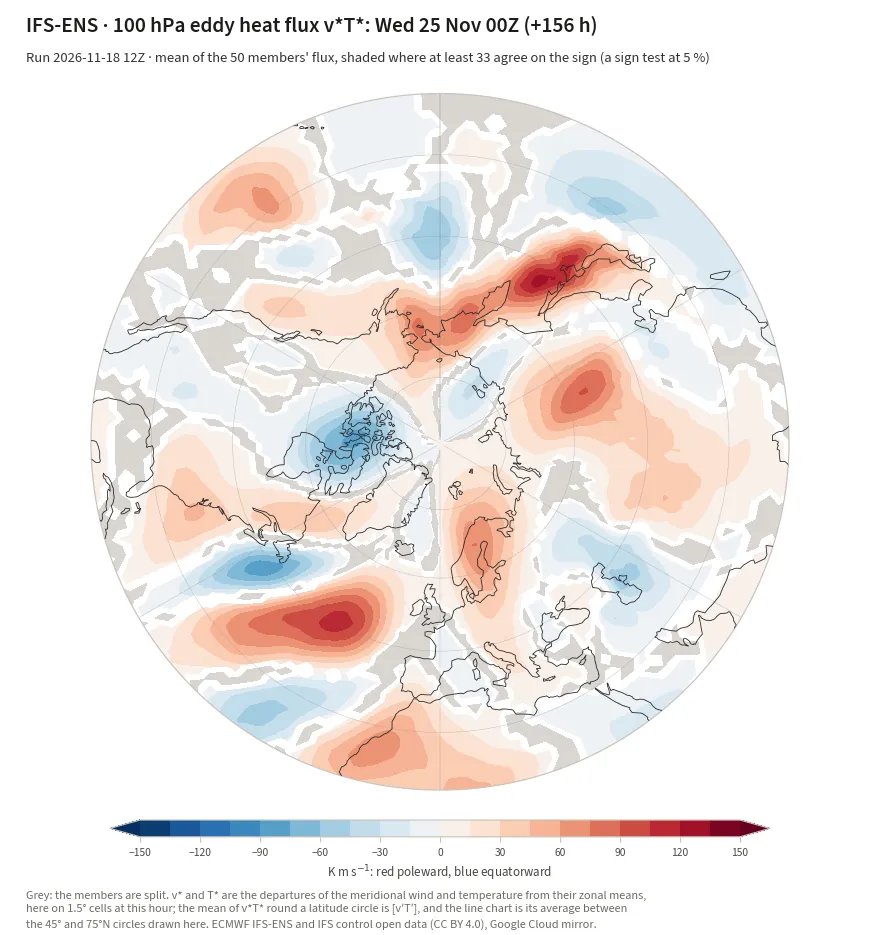 IFS-ENS · 100 hPa eddy heat flux v*T*: Wed 25 Nov 00Z (+156 h)
Run 2026-11-18 12Z · mean of the 50 members' flux, shaded where at least 33 agree on the sign (a sign test at 5 %)
−150 −120 −90 −60 −30 0 30 60 90 120 150
K m s⁻¹: red poleward, blue equatorward
Grey: the members are split. v* and T* are the departures of the meridional wind and temperature from their zonal means,
here on 1.5° cells at this hour; the mean of v*T* round a latitude circle is [v'T'], and the line chart is its average between
the 45° and 75°N circles drawn here. ECMWF IFS-ENS and IFS control open data (CC BY 4.0), Google Cloud mirror.